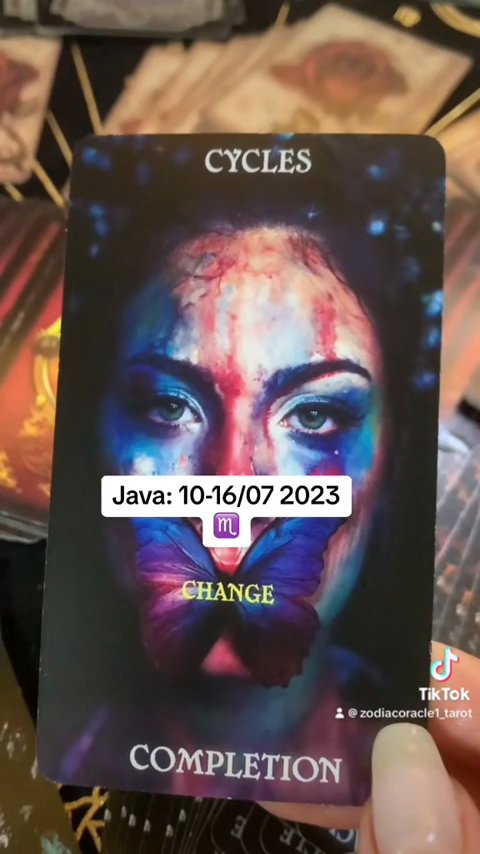 CYCLES
Java: 10-16/07 2023
♏
CHANGE
TikTok
@zodiacoracle1_tarot
COMPLETION